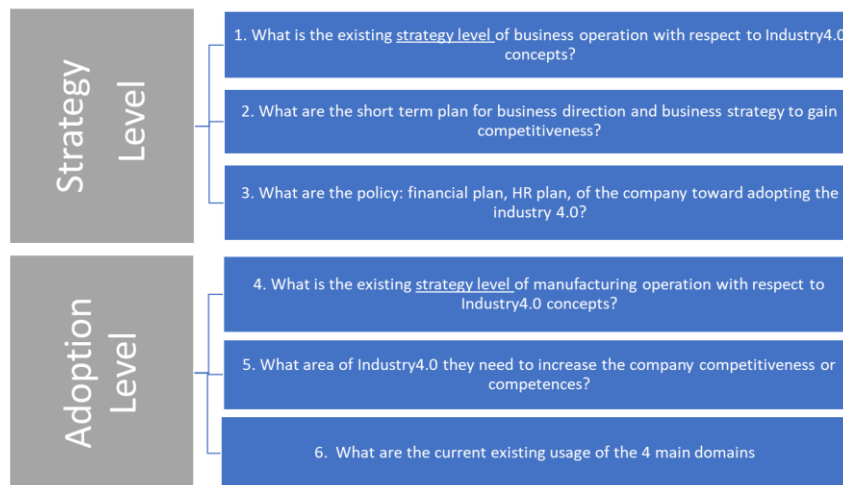 Strategy
Level
1. What is the existing strategy level of business operation with respect to Industry4.0
concepts?
2. What are the short term plan for business direction and business strategy to gain
competitiveness?
3. What are the policy: financial plan, HR plan, of the company toward adopting the
industry 4.0?
Adoption
Level
4. What is the existing strategy level of manufacturing operation with respect to
Industry4.0 concepts?
5. What area of Industry4.0 they need to increase the company competitiveness or
competences?
6. What are the current existing usage of the 4 main domains